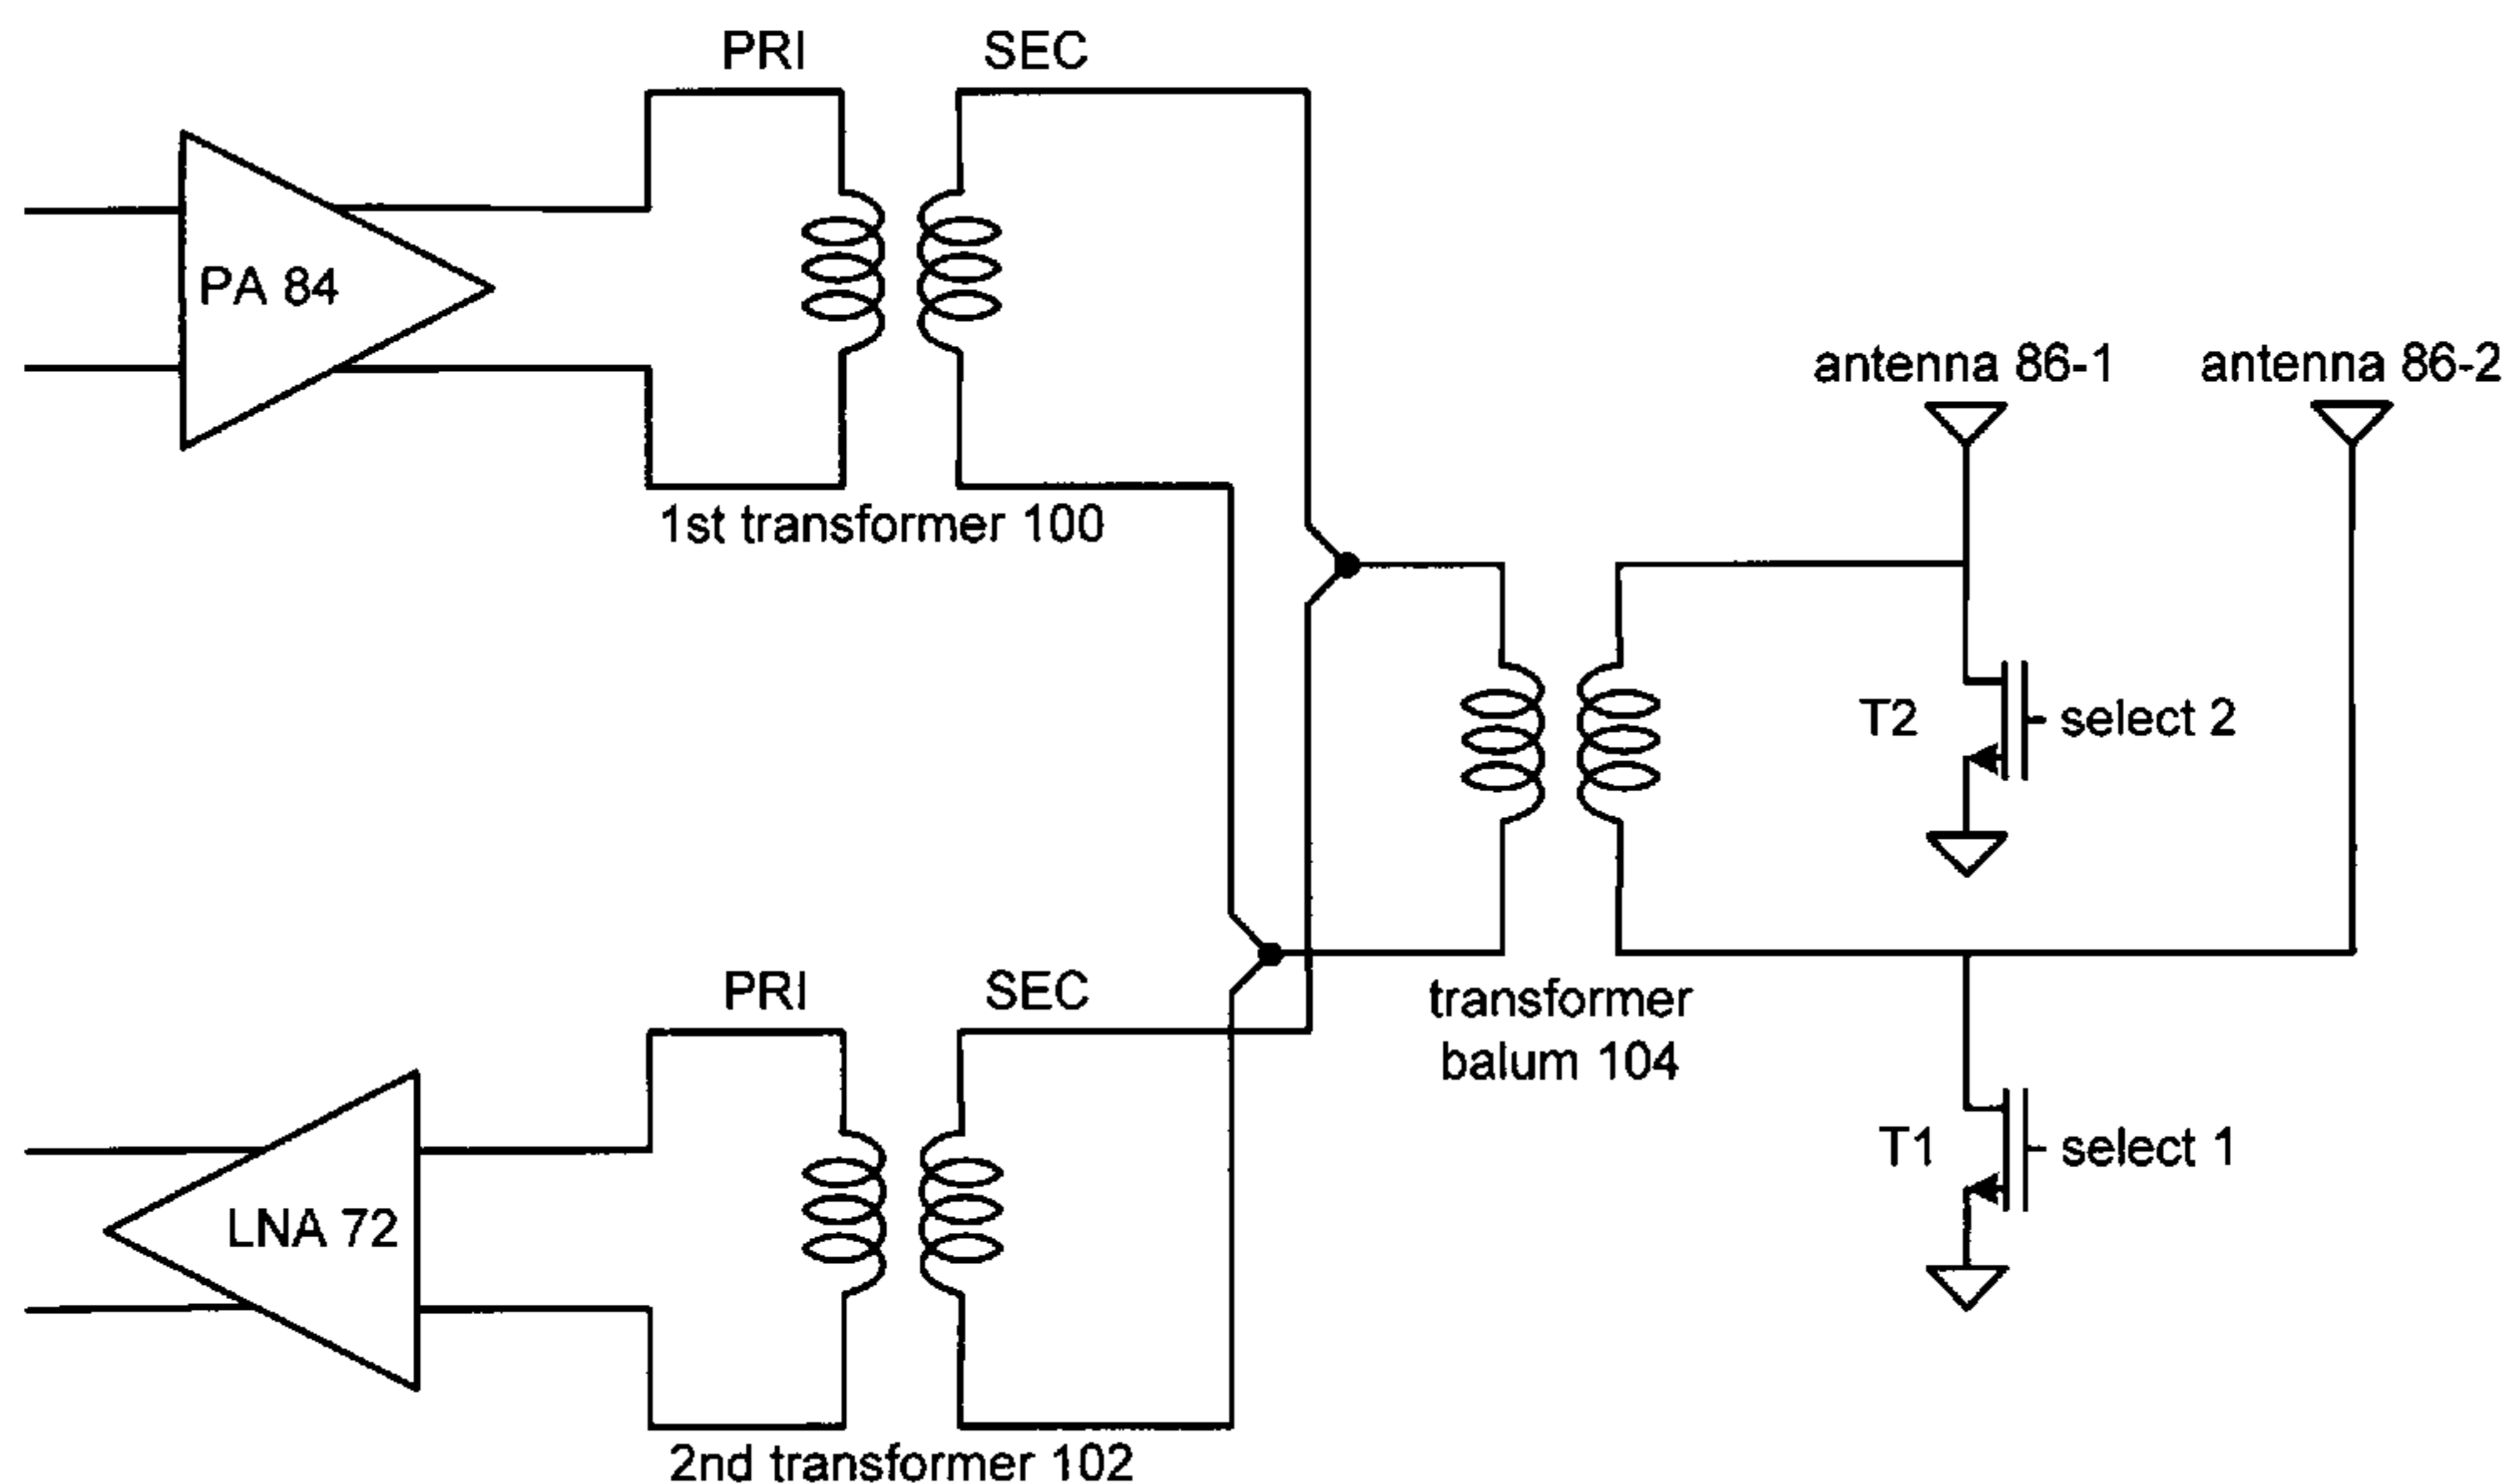 PRI
SEC
PA 84
1st transformer 100
antenna 86-1
antenna 86-2
T2
select 2
PRI
SEC
transformer
balum 104
T1
select 1
LNA 72
2nd transformer 102